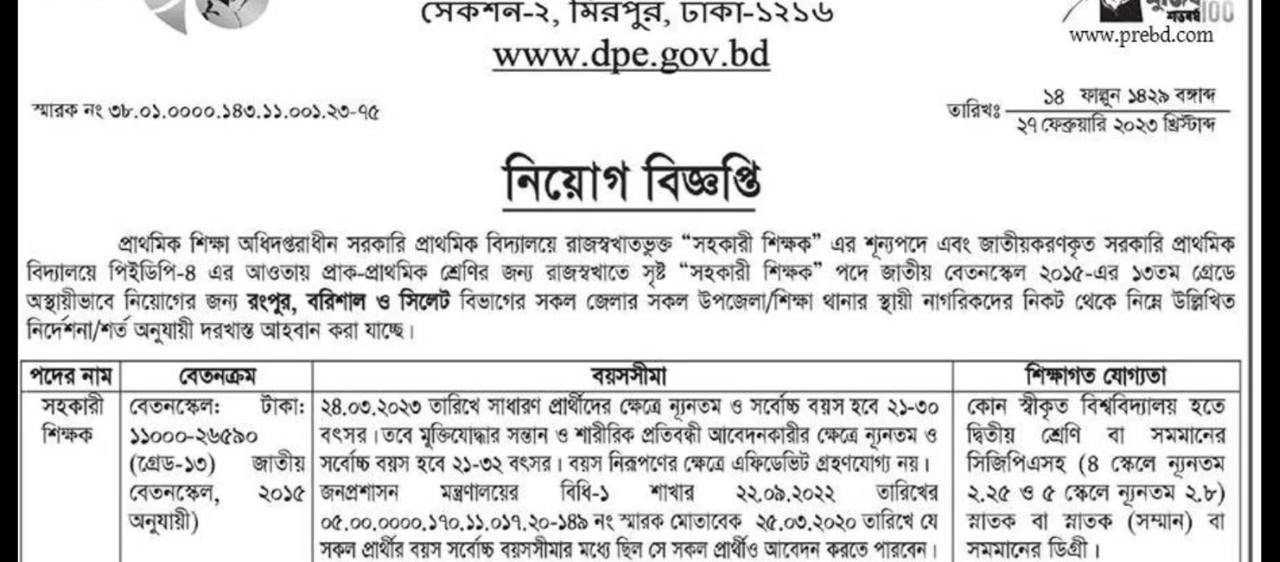 সেকশন-২, মিরপুর, ঢাকা-১২১৬
শতবর্ষ 100
www.prebd.com
www.dpe.gov.bd
স্মারক নং ৩৮.০১.০০০০.১৪৩.১১.০০১.২৩-৭৫
তারিখঃ ১৪ ফাল্গুন ১৪২৯ বঙ্গাব্দ
২৭ ফেব্রুয়ারি ২০২৩ খ্রিস্টাব্দ
নিয়োগ বিজ্ঞপ্তি
প্রাথমিক শিক্ষা অধিদপ্তরাধীন সরকারি প্রাথমিক বিদ্যালয়ে রাজস্বখাতভুক্ত “সহকারী শিক্ষক” এর শূন্যপদে এবং জাতীয়করণকৃত সরকারি প্রাথমিক
বিদ্যালয়ে পিইডিপি-৪ এর আওতায় প্রাক-প্রাথমিক শ্রেণির জন্য রাজস্বখাতে সৃষ্ট “সহকারী শিক্ষক” পদে জাতীয় বেতনস্কেল ২০১৫-এর ১৩তম গ্রেডে
অস্থায়ীভাবে নিয়োগের জন্য রংপুর, বরিশাল ও সিলেট বিভাগের সকল জেলার সকল উপজেলা/শিক্ষা থানার স্থায়ী নাগরিকদের নিকট থেকে নিম্নে উল্লিখিত
নির্দেশনা/শর্ত অনুযায়ী দরখাস্ত আহবান করা যাচ্ছে।
পদের নাম
সহকারী
শিক্ষক
বেতনক্রম
বেতনস্কেল: টাকা:
১১০০০-২৬৫৯০
(গ্রেড-১৩) জাতীয়
বেতনস্কেল, ২০১৫
অনুযায়ী)
বয়সসীমা
২৪.০৩.২০২৩ তারিখে সাধারণ প্রার্থীদের ক্ষেত্রে ন্যূনতম ও সর্বোচ্চ বয়স হবে ২১-৩০
বৎসর। তবে মুক্তিযোদ্ধার সন্তান ও শারীরিক প্রতিবন্ধী আবেদনকারীর ক্ষেত্রে ন্যূনতম ও
সর্বোচ্চ বয়স হবে ২১-৩২ বৎসর। বয়স নিরূপণের ক্ষেত্রে এফিডেভিট গ্রহণযোগ্য নয়।
জনপ্রশাসন মন্ত্রণালয়ের বিধি-১ শাখার ২২.০৯.২০২২ তারিখের
০৫.০০.০০০০.১৭০.১১.০১৭.২০-১৪৯ নং স্মারক মোতাবেক ২৫.০৩.২০২০ তারিখে যে
সকল প্রার্থীর বয়স সর্বোচ্চ বয়সসীমার মধ্যে ছিল সে সকল প্রার্থীও আবেদন করতে পারবেন।
শিক্ষাগত যোগ্যতা
কোন স্বীকৃত বিশ্ববিদ্যালয় হতে
দ্বিতীয় শ্রেণি বা সমমানের
সিজিপিএসহ (৪ স্কেলে ন্যূনতম
২.২৫ ও ৫ স্কেলে ন্যূনতম ২.৮)
স্নাতক বা স্নাতক (সম্মান) বা
সমমানের ডিগ্রী।